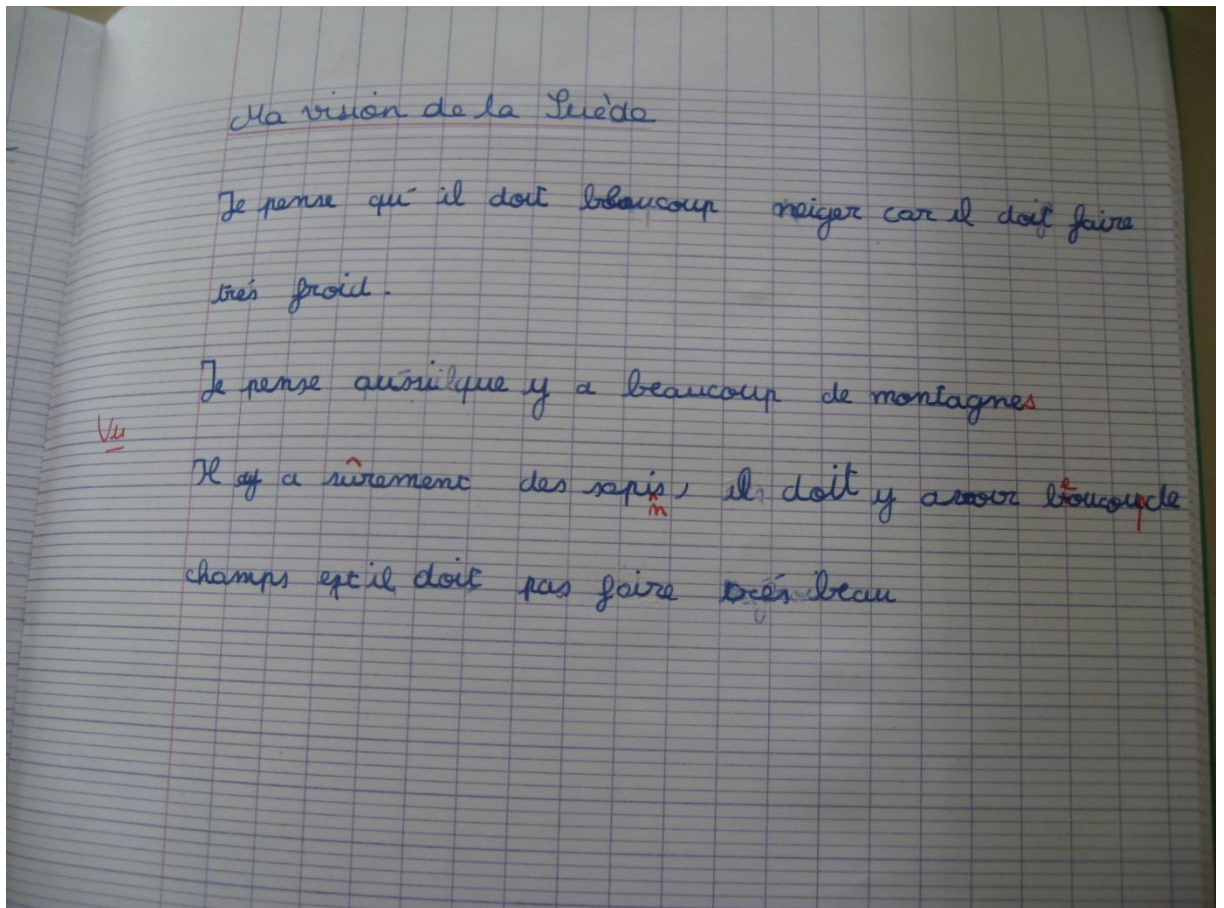 Ma vision de la Suède
Je pense qu'il doit beaucoup neiger car il doit faire
très froid.
Je pense aussi que y a beaucoup de montagnes
Vu
Il y a sûrement des sapins, il doit y avoir beaucoup de
champs et il doit pas faire très beau